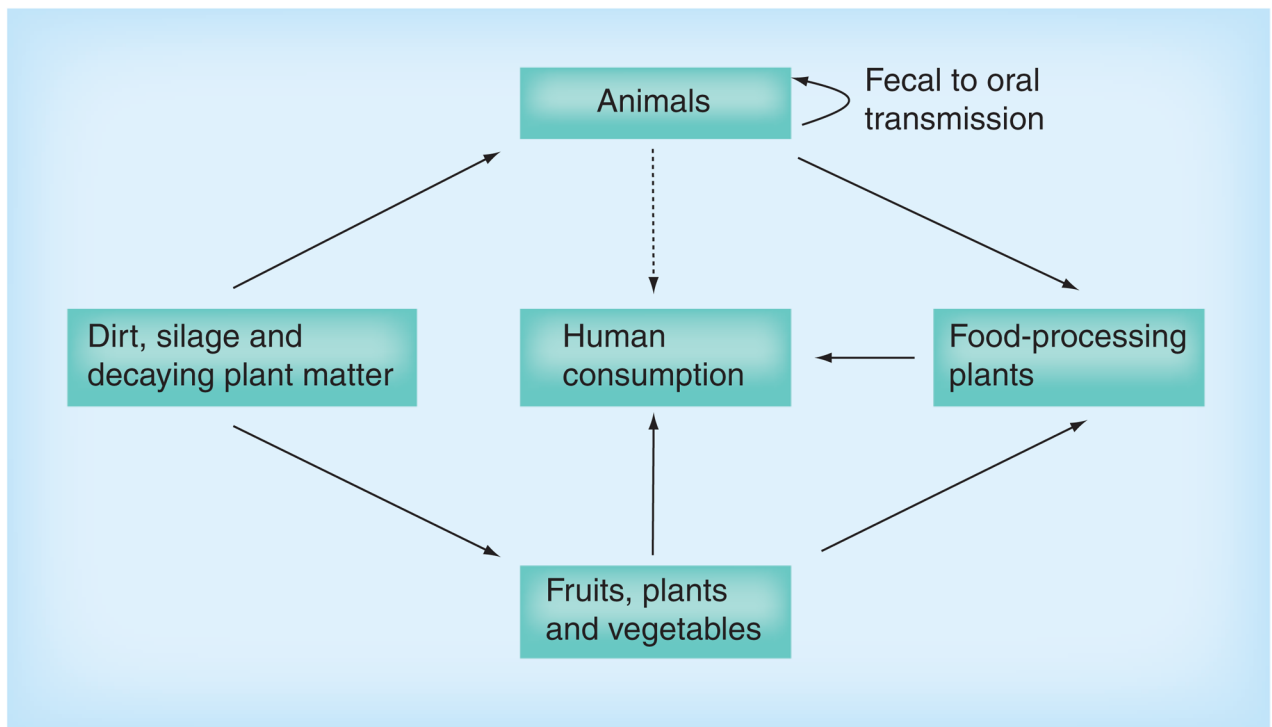 Animals
Fecal to oral
transmission
Dirt, silage and
decaying plant matter
Human
consumption
Food-processing
plants
Fruits, plants
and vegetables